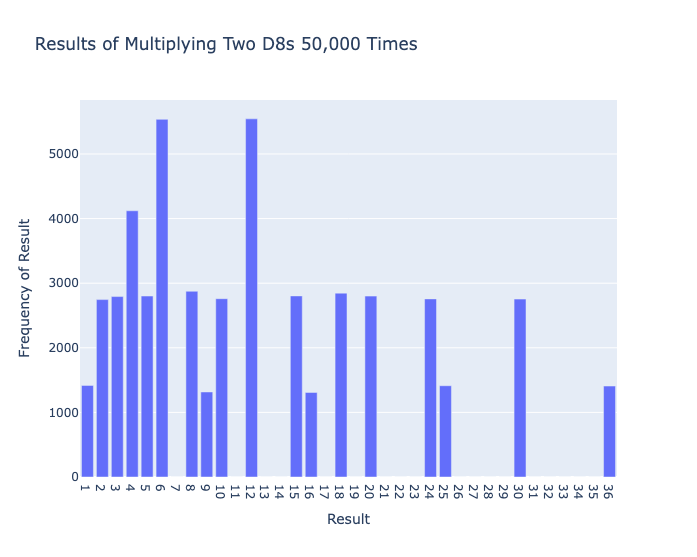 Results of Multiplying Two D8s 50,000 Times
Frequency of Result
5000
4000
3000
2000
1000
0
1 2 3 4 5 6 7 8 9 10 11 12 13 14 15 16 17 18 19 20 21 22 23 24 25 26 27 28 29 30 31 32 33 34 35 36
Result